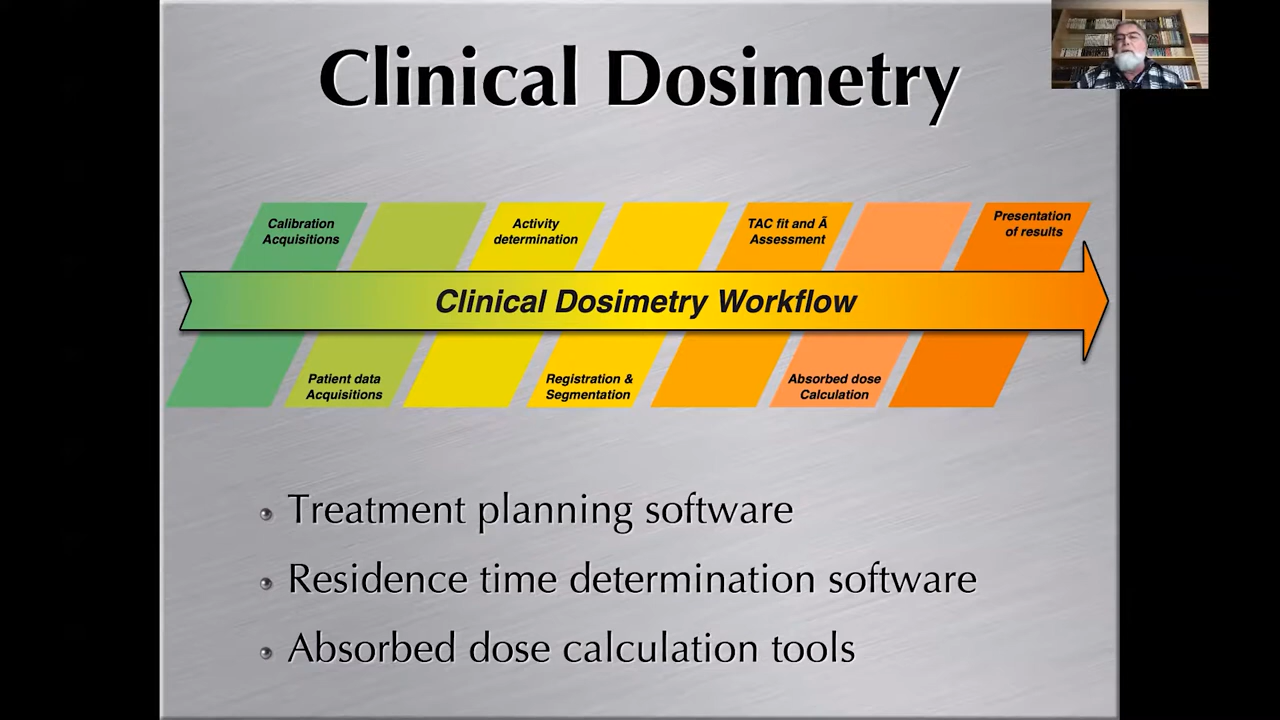 Clinical Dosimetry
Calibration
Acquisitions
Activity
determination
TAC fit and Ā
Assessment
Presentation
of results
Clinical Dosimetry Workflow
Patient data
Acquisitions
Registration &
Segmentation
Absorbed dose
Calculation
Treatment planning software
Residence time determination software
Absorbed dose calculation tools